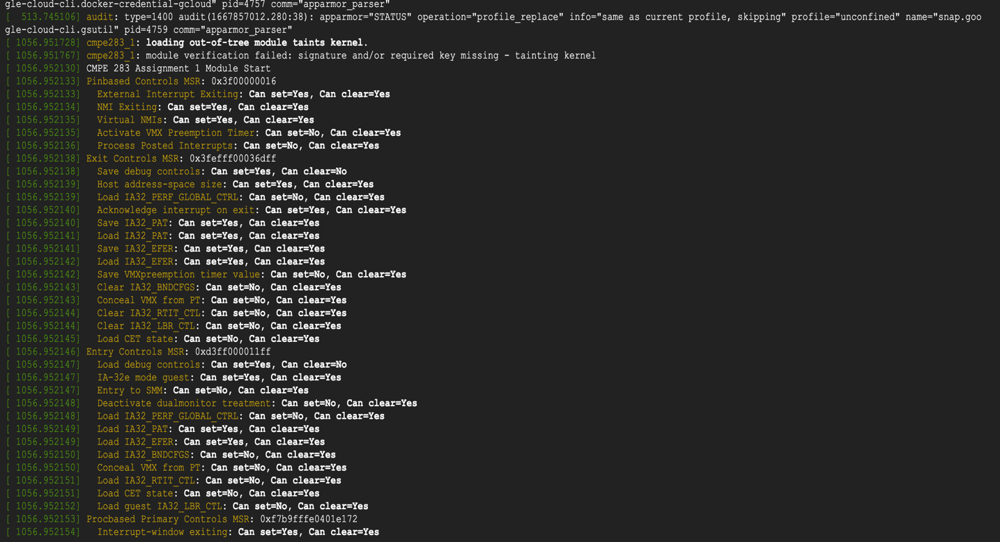 gle-cloud-cli.docker-credential-gcloud" pid=4757 comm="apparmor_parser"
[  513.745106] audit: type=1400 audit(1667857012.280:38): apparmor="STATUS" operation="profile_replace" info="same as current profile, skipping" profile="unconfined" name="snap.goo
gle-cloud-cli.gsutil" pid=4759 comm="apparmor_parser"
[ 1056.951728] cmpe283_1: loading out-of-tree module taints kernel.
[ 1056.951767] cmpe283_1: module verification failed: signature and/or required key missing - tainting kernel
[ 1056.952130] CMPE 283 Assignment 1 Module Start
[ 1056.952133] Pinbased Controls MSR: 0x3f00000016
[ 1056.952133]   External Interrupt Exiting: Can set=Yes, Can clear=Yes
[ 1056.952134]   NMI Exiting: Can set=Yes, Can clear=Yes
[ 1056.952135]   Virtual NMIs: Can set=Yes, Can clear=Yes
[ 1056.952135]   Activate VMX Preemption Timer: Can set=No, Can clear=Yes
[ 1056.952136]   Process Posted Interrupts: Can set=No, Can clear=Yes
[ 1056.952138] Exit Controls MSR: 0x3fefff00036dff
[ 1056.952138]   Save debug controls: Can set=Yes, Can clear=No
[ 1056.952139]   Host address-space size: Can set=Yes, Can clear=Yes
[ 1056.952139]   Load IA32_PERF_GLOBAL_CTRL: Can set=No, Can clear=Yes
[ 1056.952140]   Acknowledge interrupt on exit: Can set=Yes, Can clear=Yes
[ 1056.952140]   Save IA32_PAT: Can set=Yes, Can clear=Yes
[ 1056.952141]   Load IA32_PAT: Can set=Yes, Can clear=Yes
[ 1056.952141]   Save IA32_EFER: Can set=Yes, Can clear=Yes
[ 1056.952142]   Load IA32_EFER: Can set=Yes, Can clear=Yes
[ 1056.952142]   Save VMXpreemption timer value: Can set=No, Can clear=Yes
[ 1056.952143]   Clear IA32_BNDCFGS: Can set=No, Can clear=Yes
[ 1056.952143]   Conceal VMX from PT: Can set=No, Can clear=Yes
[ 1056.952144]   Clear IA32_RTIT_CTL: Can set=No, Can clear=Yes
[ 1056.952144]   Clear IA32_LBR_CTL: Can set=No, Can clear=Yes
[ 1056.952145]   Load CET state: Can set=No, Can clear=Yes
[ 1056.952146] Entry Controls MSR: 0xd3ff000011ff
[ 1056.952147]   Load debug controls: Can set=Yes, Can clear=No
[ 1056.952147]   IA-32e mode guest: Can set=Yes, Can clear=Yes
[ 1056.952147]   Entry to SMM: Can set=No, Can clear=Yes
[ 1056.952148]   Deactivate dualmonitor treatment: Can set=No, Can clear=Yes
[ 1056.952148]   Load IA32_PERF_GLOBAL_CTRL: Can set=No, Can clear=Yes
[ 1056.952149]   Load IA32_PAT: Can set=Yes, Can clear=Yes
[ 1056.952149]   Load IA32_EFER: Can set=Yes, Can clear=Yes
[ 1056.952150]   Load IA32_BNDCFGS: Can set=No, Can clear=Yes
[ 1056.952150]   Conceal VMX from PT: Can set=No, Can clear=Yes
[ 1056.952151]   Load IA32_RTIT_CTL: Can set=No, Can clear=Yes
[ 1056.952151]   Load CET state: Can set=No, Can clear=Yes
[ 1056.952152]   Load guest IA32_LBR_CTL: Can set=No, Can clear=Yes
[ 1056.952153] Procbased Primary Controls MSR: 0xf7b9fffe0401e172
[ 1056.952154]   Interrupt-window exiting: Can set=Yes, Can clear=Yes